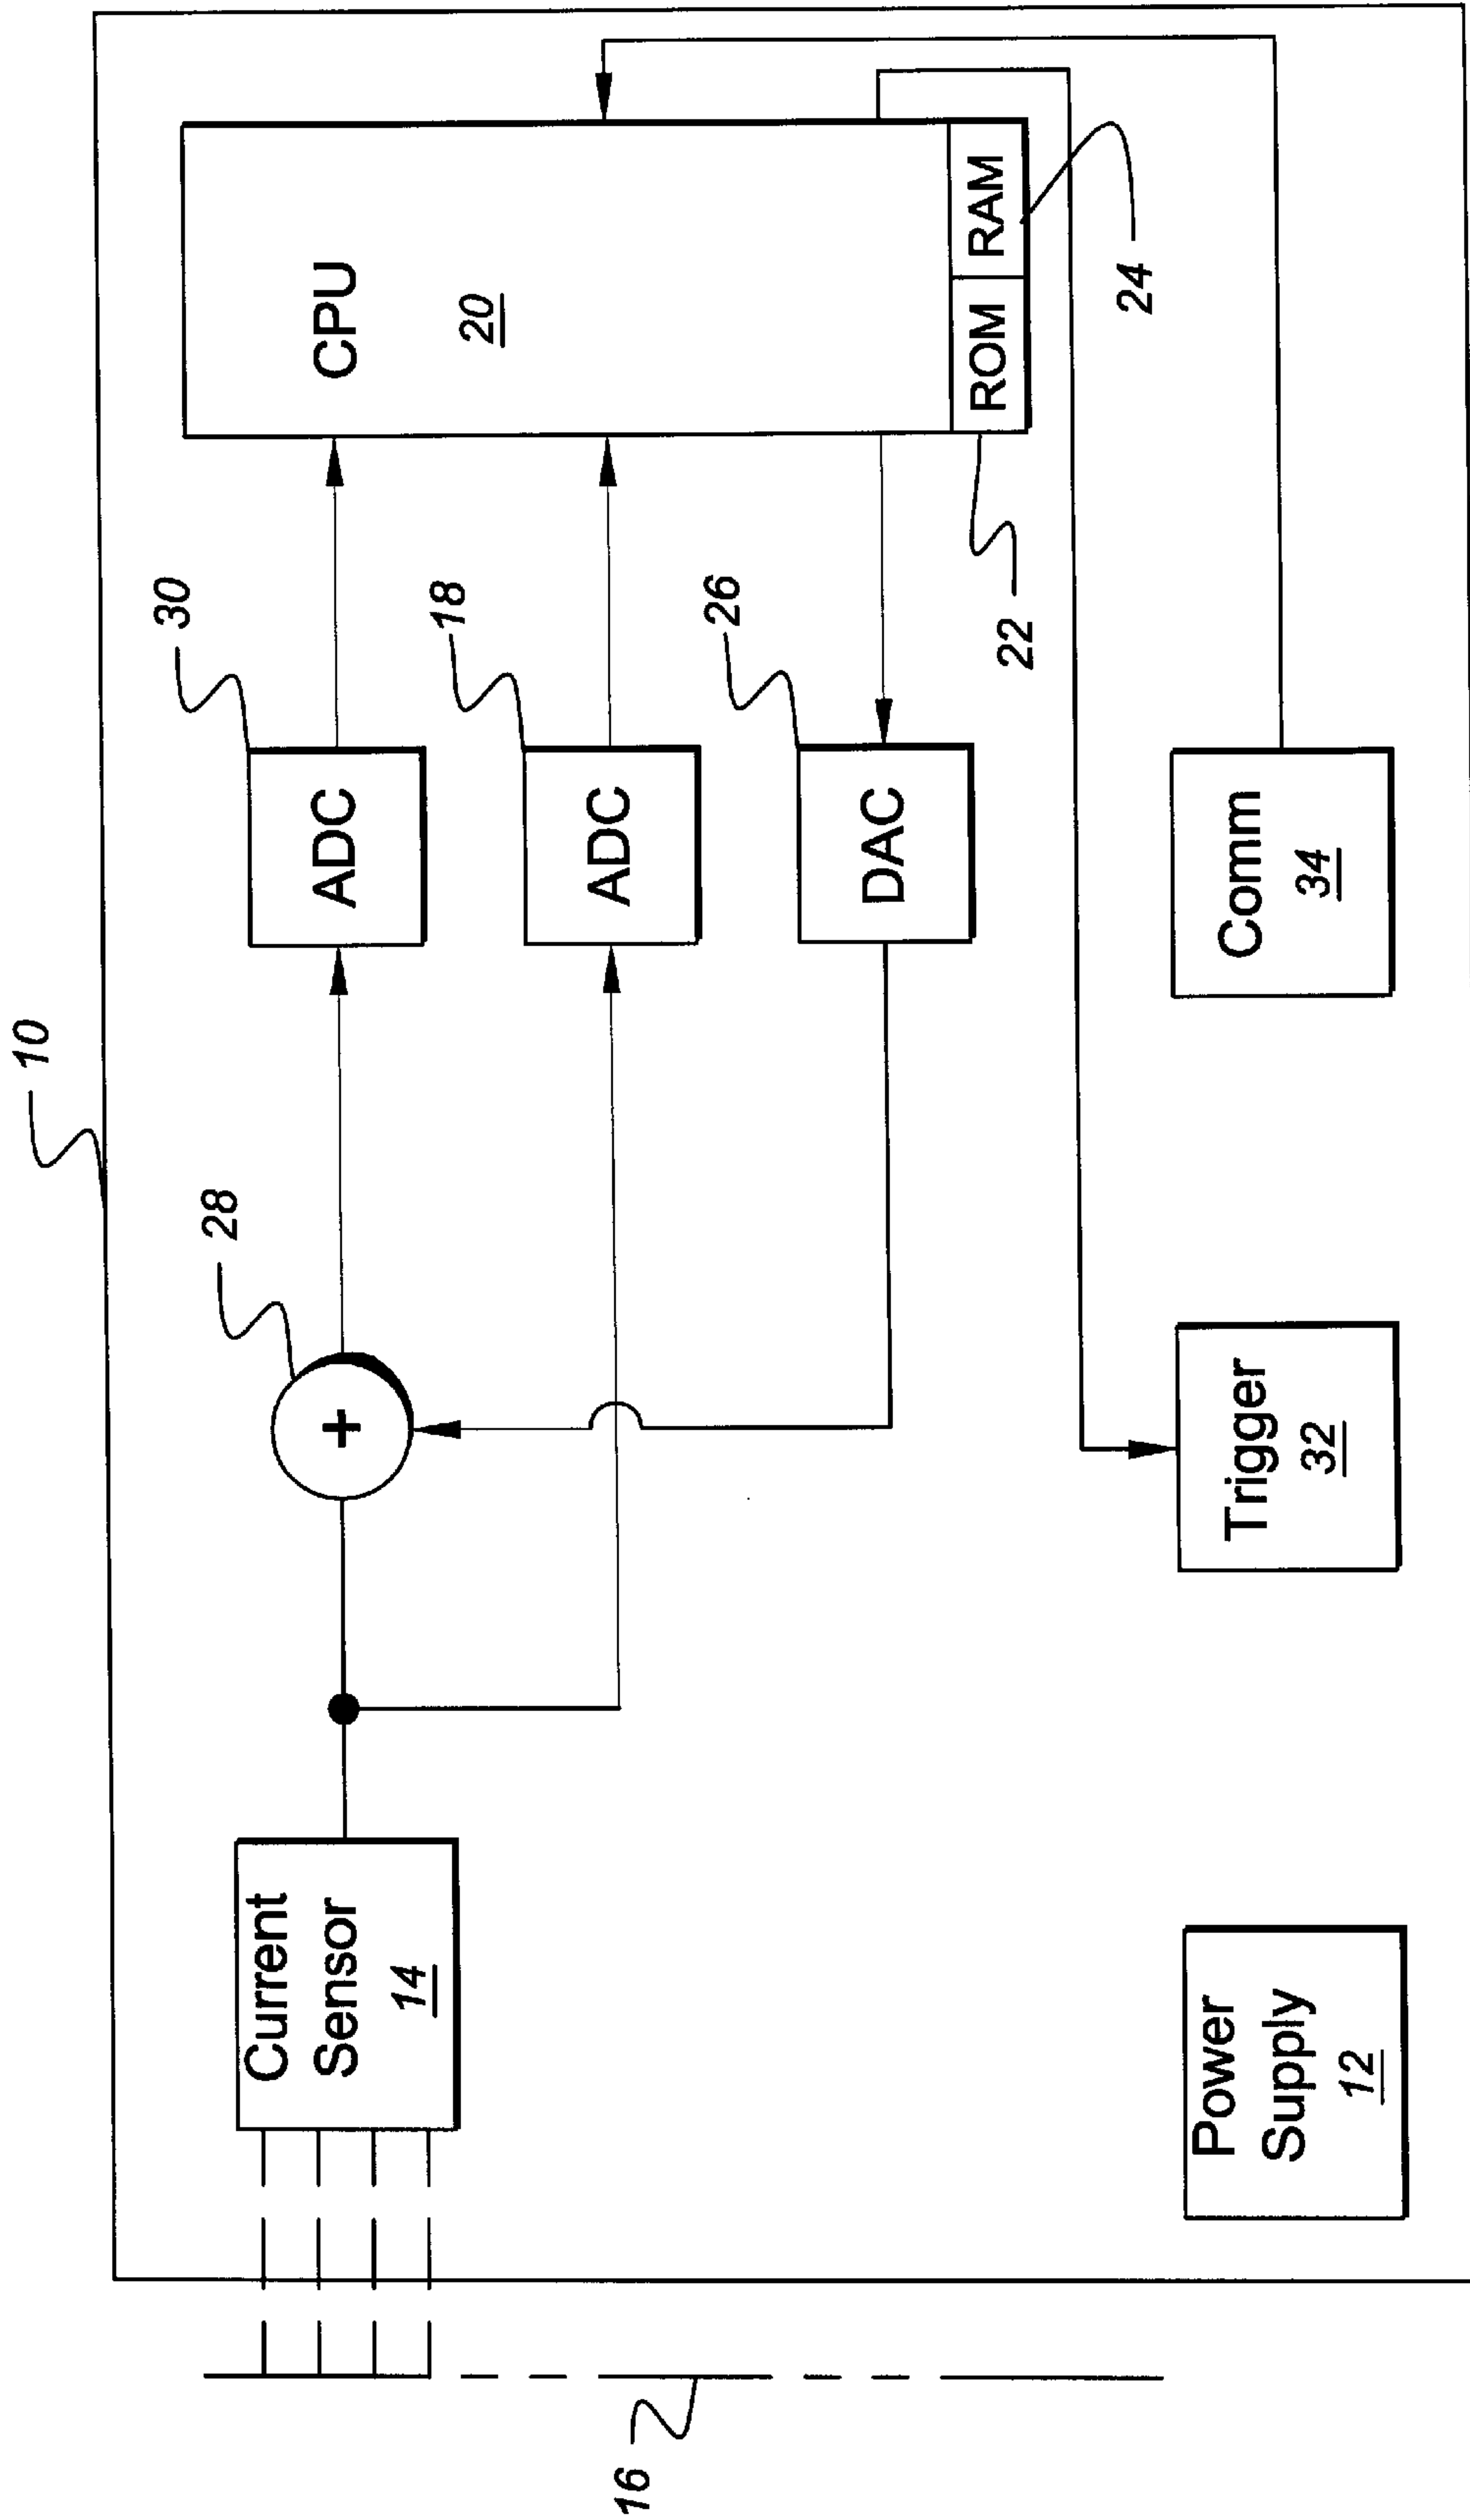 10
28
30
18
26
+
ADC
ADC
DAC
CPU
20
ROM
RAM
22
24
Current
Sensor
14
16
Power
Supply
12
Trigger
32
Comm
34